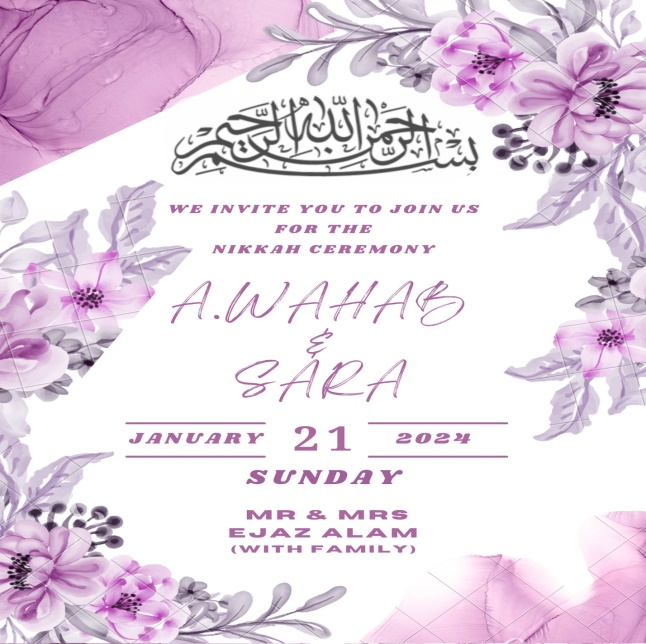 بسم الله الرحمن الرحيم
WE INVITE YOU TO JOIN US
FOR THE
NIKKAH CEREMONY
A.WAHAB
&
SARA
JANUARY 21 2024
SUNDAY
MR & MRS
EJAZ ALAM
(WITH FAMILY)